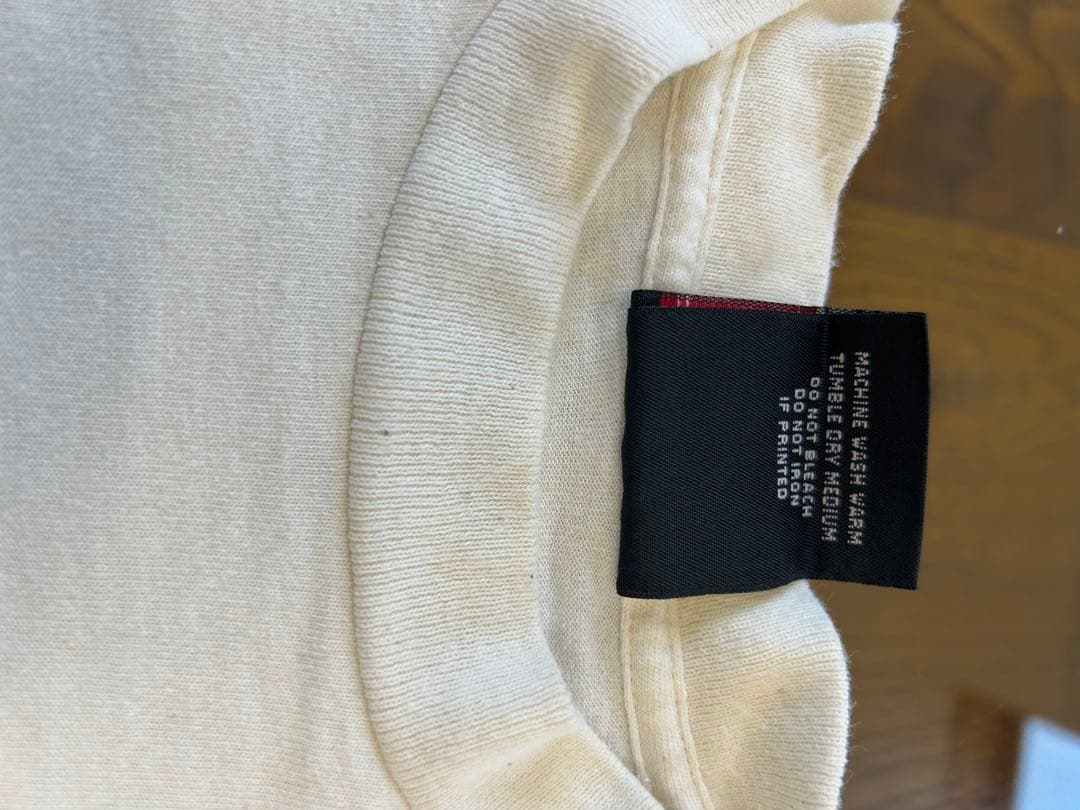 MACHINE WASH WARM
TUMBLE DRY MEDIUM
DO NOT BLEACH
DO NOT IRON
IF PRINTED